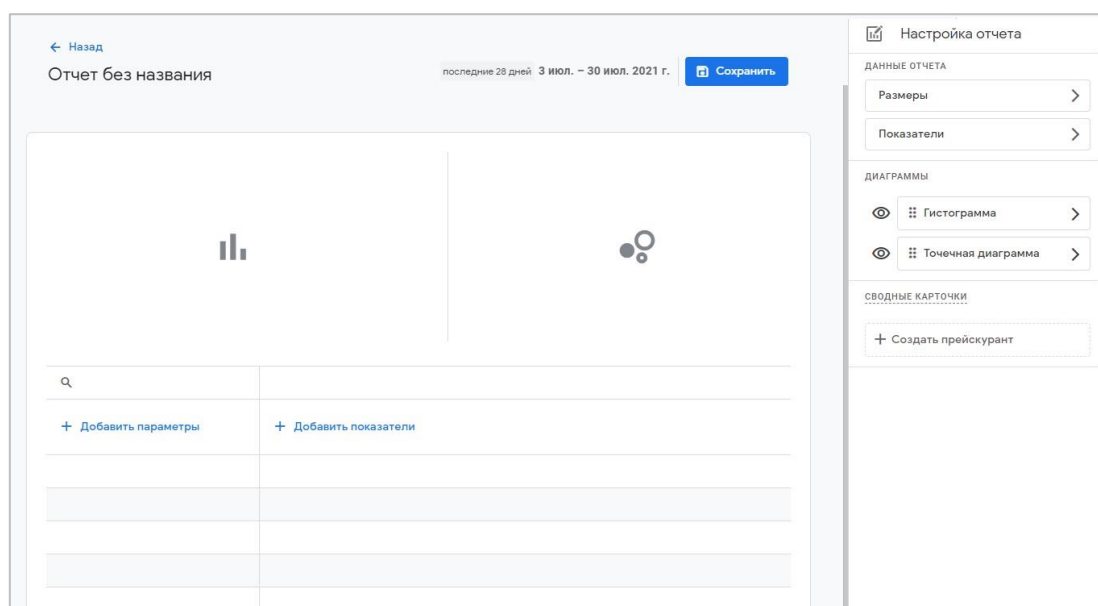 Назад
Отчет без названия
последние 28 дней 3 июл. – 30 июл. 2021 г.
Сохранить
+ Добавить параметры
+ Добавить показатели
Настройка отчета
ДАННЫЕ ОТЧЕТА
Размеры
Показатели
ДИАГРАММЫ
Гистограмма
Точечная диаграмма
СВОДНЫЕ КАРТОЧКИ
+ Создать прейскурант